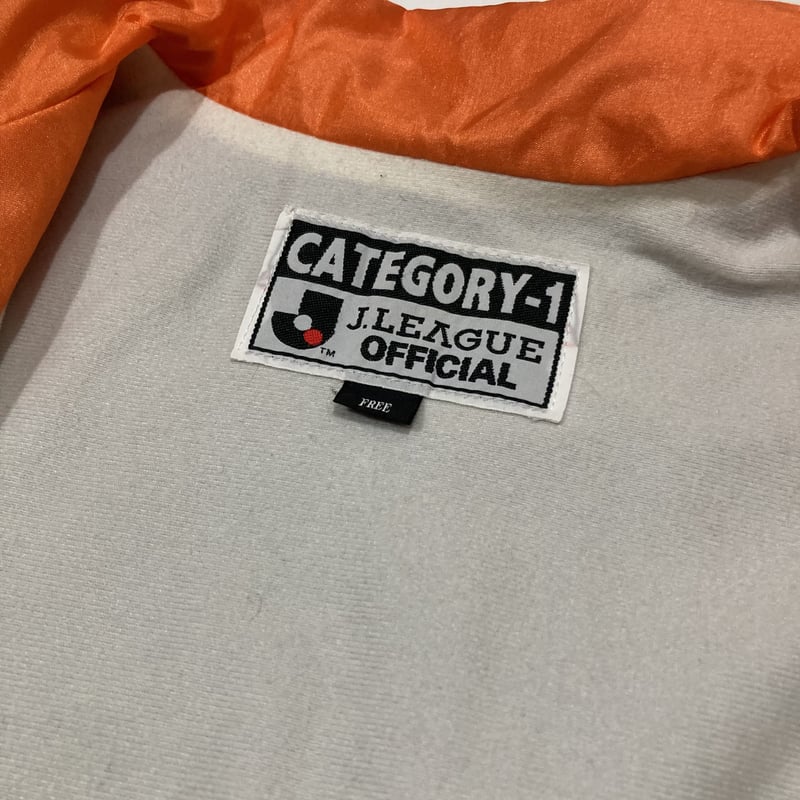 CATEGORY-1
J.LEAGUE
OFFICIAL
TM
FREE